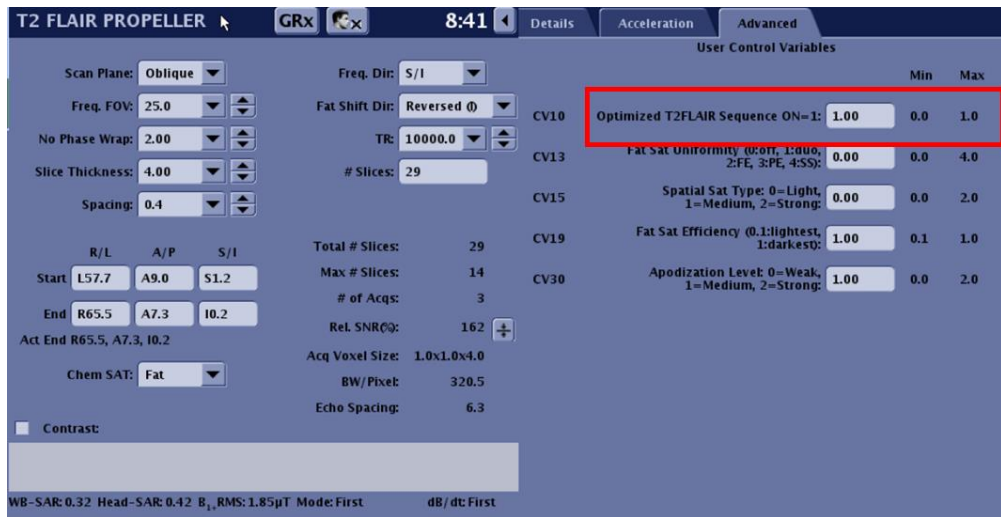 T2 FLAIR PROPELLER GRx x 8:41
Details Acceleration Advanced
Scan Plane: Oblique
Freq. FOV: 25.0
No Phase Wrap: 2.00
Slice Thickness: 4.00
Spacing: 0.4
Freq. Dir: S/I
Fat Shift Dir: Reversed (I)
TR: 10000.0
# Slices: 29
R/L A/P S/I
Start L57.7 A9.0 S1.2
End R65.5 A7.3 I0.2
Act End R65.5, A7.3, I0.2
Chem SAT: Fat
Total # Slices: 29
Max # Slices: 14
# of Acqs: 3
Rel. SNR(%): 162
Acq Voxel Size: 1.0x1.0x4.0
BW/Pixel: 320.5
Echo Spacing: 6.3
Contrast:
WB-SAR: 0.32 Head-SAR: 0.42 B1+RMS: 1.85µT Mode: First dB/dt: First
User Control Variables
Min Max
CV10 Optimized T2FLAIR Sequence ON=1: 1.00 0.0 1.0
CV13 Fat Sat Uniformity (0:off, 1:duo,
2:FE, 3:PE, 4:SS): 0.00 0.0 4.0
CV15 Spatial Sat Type: 0=Light,
1=Medium, 2=Strong: 0.00 0.0 2.0
CV19 Fat Sat Efficiency (0.1:lightest,
1:darkest): 1.00 0.1 1.0
CV30 Apodization Level: 0=Weak,
1=Medium, 2=Strong: 1.00 0.0 2.0